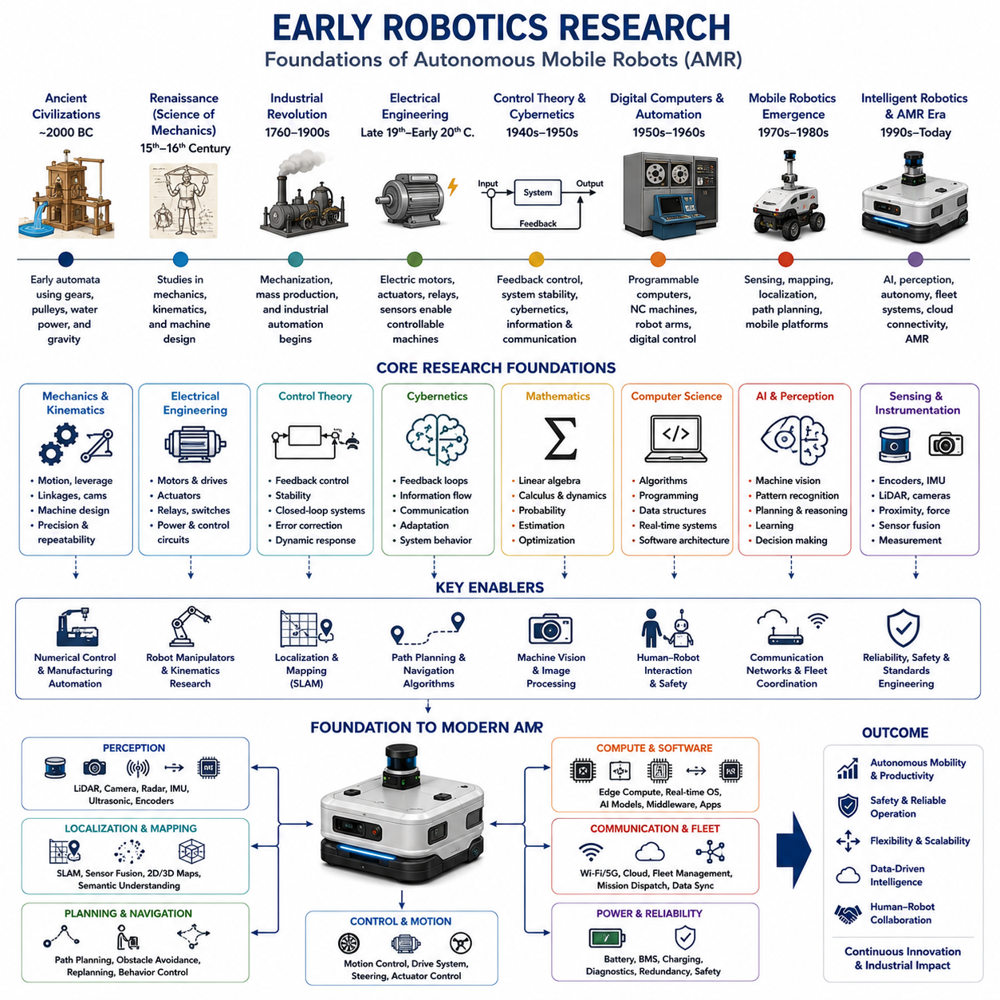 EARLY ROBOTICS RESEARCH
Foundations of Autonomous Mobile Robots (AMR)
Ancient
Civilizations
~2000 BC
Renaissance
(Science of
Mechanics)
15th–16th Century
Industrial
Revolution
1760–1900s
Electrical
Engineering
Late 19th–Early 20th C.
Control Theory &
Cybernetics
1940s–1950s
Digital Computers &
Automation
1950s–1960s
Mobile Robotics
Emergence
1970s–1980s
Intelligent Robotics
& AMR Era
1990s–Today
Input
System
Output
Feedback
Early automata
using gears,
pulleys, water
power, and
gravity
Studies in
mechanics,
kinematics,
and machine
design
Mechanization,
mass production,
and industrial
automation
begins
Electric motors,
actuators, relays,
sensors enable
controllable
machines
Feedback control,
system stability,
cybernetics,
information &
communication
Programmable
computers,
NC machines,
robot arms,
digital control
Sensing, mapping,
localization,
path planning,
mobile platforms
AI, perception,
autonomy, fleet
systems, cloud
connectivity,
AMR
CORE RESEARCH FOUNDATIONS
Mechanics &
Kinematics
• Motion, leverage
• Linkages, cams
• Machine design
• Precision &
repeatability
Electrical
Engineering
• Motors & drives
• Actuators
• Relays, switches
• Power & control
circuits
Control Theory
• Feedback control
• Stability
• Closed-loop systems
• Error correction
• Dynamic response
Cybernetics
• Feedback loops
• Information flow
• Communication
• Adaptation
• System behavior
Mathematics
Σ
• Linear algebra
• Calculus & dynamics
• Probability
• Estimation
• Optimization
Computer Science
</>
• Algorithms
• Programming
• Data structures
• Real-time systems
• Software architecture
AI & Perception
• Machine vision
• Pattern recognition
• Planning & reasoning
• Learning
• Decision making
Sensing &
Instrumentation
• Encoders, IMU
• LiDAR, cameras
• Proximity, force
• Sensor fusion
• Measurement
KEY ENABLERS
Numerical Control
& Manufacturing
Automation
Robot Manipulators
& Kinematics
Research
Localization &
Mapping
(SLAM)
Path Planning &
Navigation
Algorithms
Machine Vision
& Image
Processing
Human–Robot
Interaction
& Safety
Communication
Networks & Fleet
Coordination
Reliability, Safety &
Standards
Engineering
FOUNDATION TO MODERN AMR
PERCEPTION
LiDAR, Camera, Radar, IMU,
Ultrasonic, Encoders
LOCALIZATION & MAPPING
SLAM, Sensor Fusion, 2D/3D Maps,
Semantic Understanding
PLANNING & NAVIGATION
Path Planning, Obstacle Avoidance,
Replanning, Behavior Control
CONTROL & MOTION
Motion Control, Drive System,
Steering, Actuator Control
COMPUTE & SOFTWARE
Edge Compute, Real-time OS,
AI Models, Middleware, Apps
COMMUNICATION & FLEET
Wi-Fi/5G, Cloud, Fleet Management,
Mission Dispatch, Data Sync
POWER & RELIABILITY
Battery, BMS, Charging,
Diagnostics, Redundancy, Safety
OUTCOME
Autonomous Mobility
& Productivity
Safety & Reliable
Operation
Flexibility & Scalability
Data-Driven
Intelligence
Human–Robot
Collaboration
Continuous Innovation
& Industrial Impact